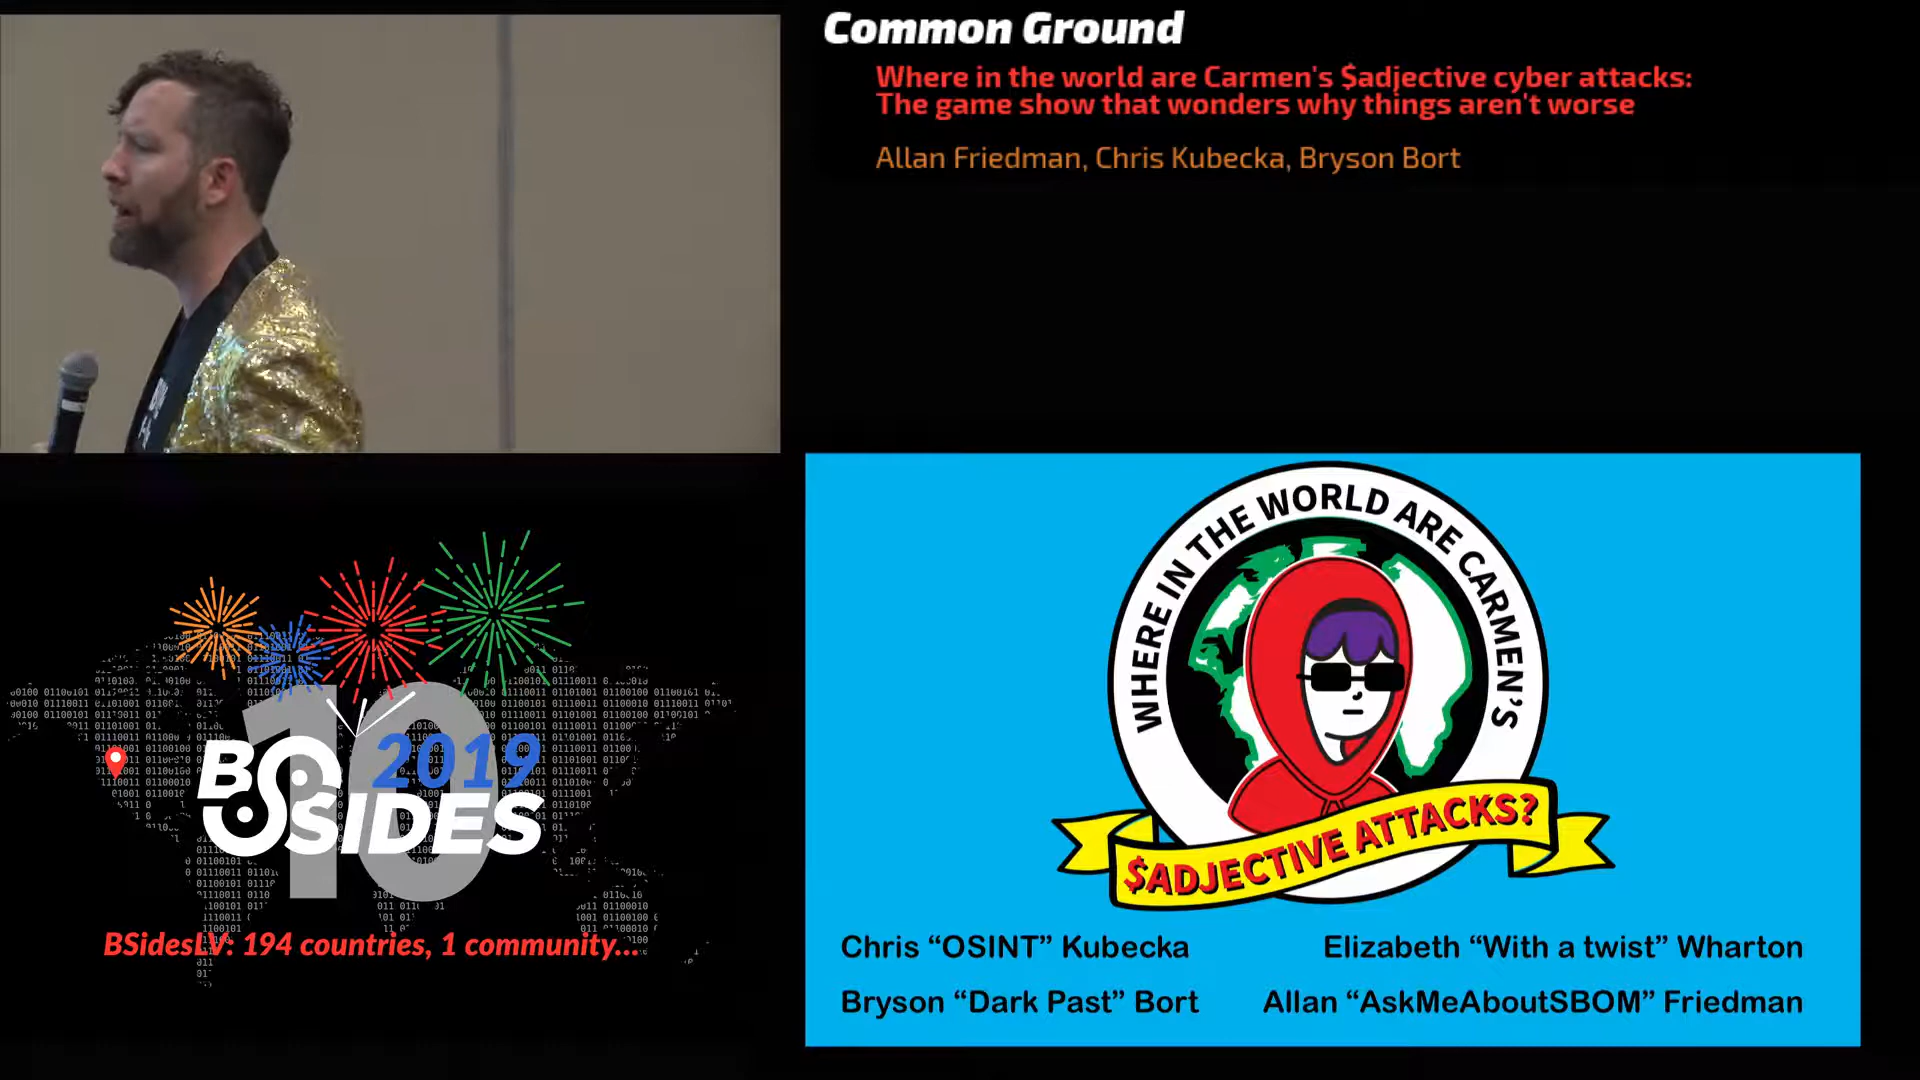 Common Ground
Where in the world are Carmen's $adjective cyber attacks:
The game show that wonders why things aren't worse
Allan Friedman, Chris Kubecka, Bryson Bort
WHERE IN THE WORLD ARE CARMEN'S
$ADJECTIVE ATTACKS?
10
2019
BSIDES
BSidesLV: 194 countries, 1 community...
Chris “OSINT” Kubecka
Elizabeth “With a twist” Wharton
Bryson “Dark Past” Bort
Allan “AskMeAboutSBOM” Friedman